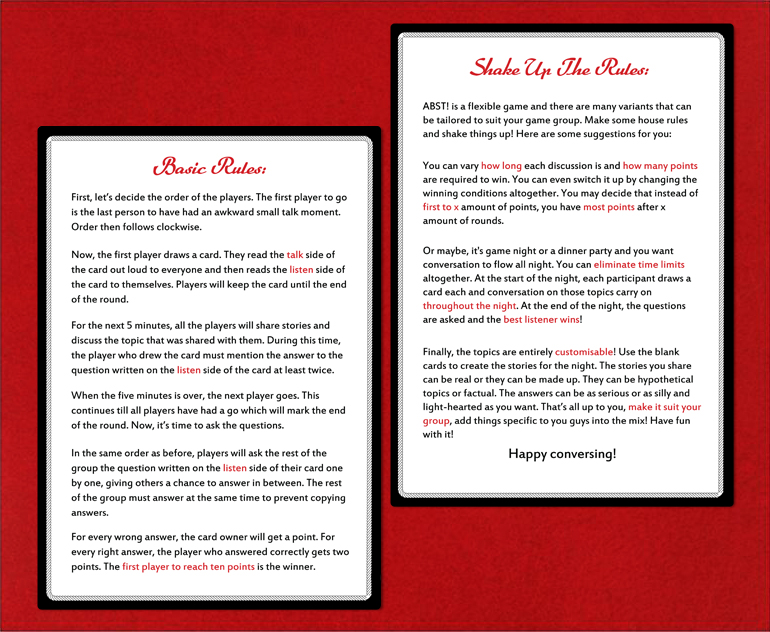 Basic Rules:
First, let's decide the order of the players. The first player to go
is the last person to have had an awkward small talk moment.
Order then follows clockwise.
Now, the first player draws a card. They read the talk side of
the card out loud to everyone and then reads the listen side of
the card to themselves. Players will keep the card until the end
of the round.
For the next 5 minutes, all the players will share stories and
discuss the topic that was shared with them. During this time,
the player who drew the card must mention the answer to the
question written on the listen side of the card at least twice.
When the five minutes is over, the next player goes. This
continues till all players have had a go which will mark the end
of the round. Now, it's time to ask the questions.
In the same order as before, players will ask the rest of the
group the question written on the listen side of their card one
by one, giving others a chance to answer in between. The rest
of the group must answer at the same time to prevent copying
answers.
For every wrong answer, the card owner will get a point. For
every right answer, the player who answered correctly gets two
points. The first player to reach ten points is the winner.
Shake Up The Rules:
ABST! is a flexible game and there are many variants that can
be tailored to suit your game group. Make some house rules
and shake things up! Here are some suggestions for you:
You can vary how long each discussion is and how many points
are required to win. You can even switch it up by changing the
winning conditions altogether. You may decide that instead of
first to x amount of points, you have most points after x
amount of rounds.
Or maybe, it's game night or a dinner party and you want
conversation to flow all night. You can eliminate time limits
altogether. At the start of the night, each participant draws a
card each and conversation on those topics carry on
throughout the night. At the end of the night, the questions
are asked and the best listener wins!
Finally, the topics are entirely customisable! Use the blank
cards to create the stories for the night. The stories you share
can be real or they can be made up. They can be hypothetical
topics or factual. The answers can be as serious or as silly and
light-hearted as you want. That's all up to you, make it suit your
group, add things specific to you guys into the mix! Have fun
with it!
Happy conversing!